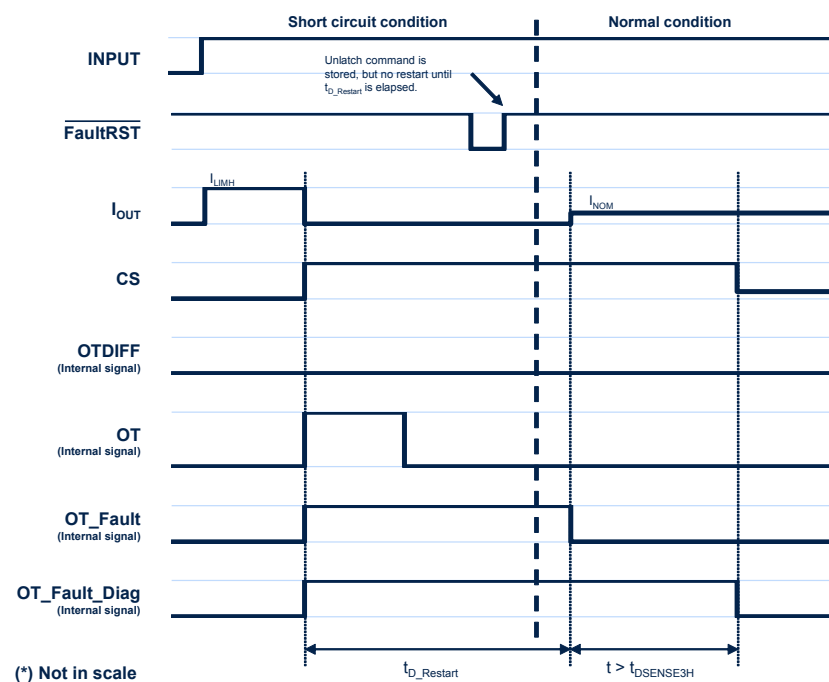 Short circuit condition
Normal condition
INPUT
Unlatch command is
stored, but no restart until
tD_Restart is elapsed.
FaultRST
ILIMH
IOUT
INOM
CS
OTDIFF
(Internal signal)
OT
(Internal signal)
OT_Fault
(Internal signal)
OT_Fault_Diag
(Internal signal)
tD_Restart
t > tDSENSE3H
(*) Not in scale